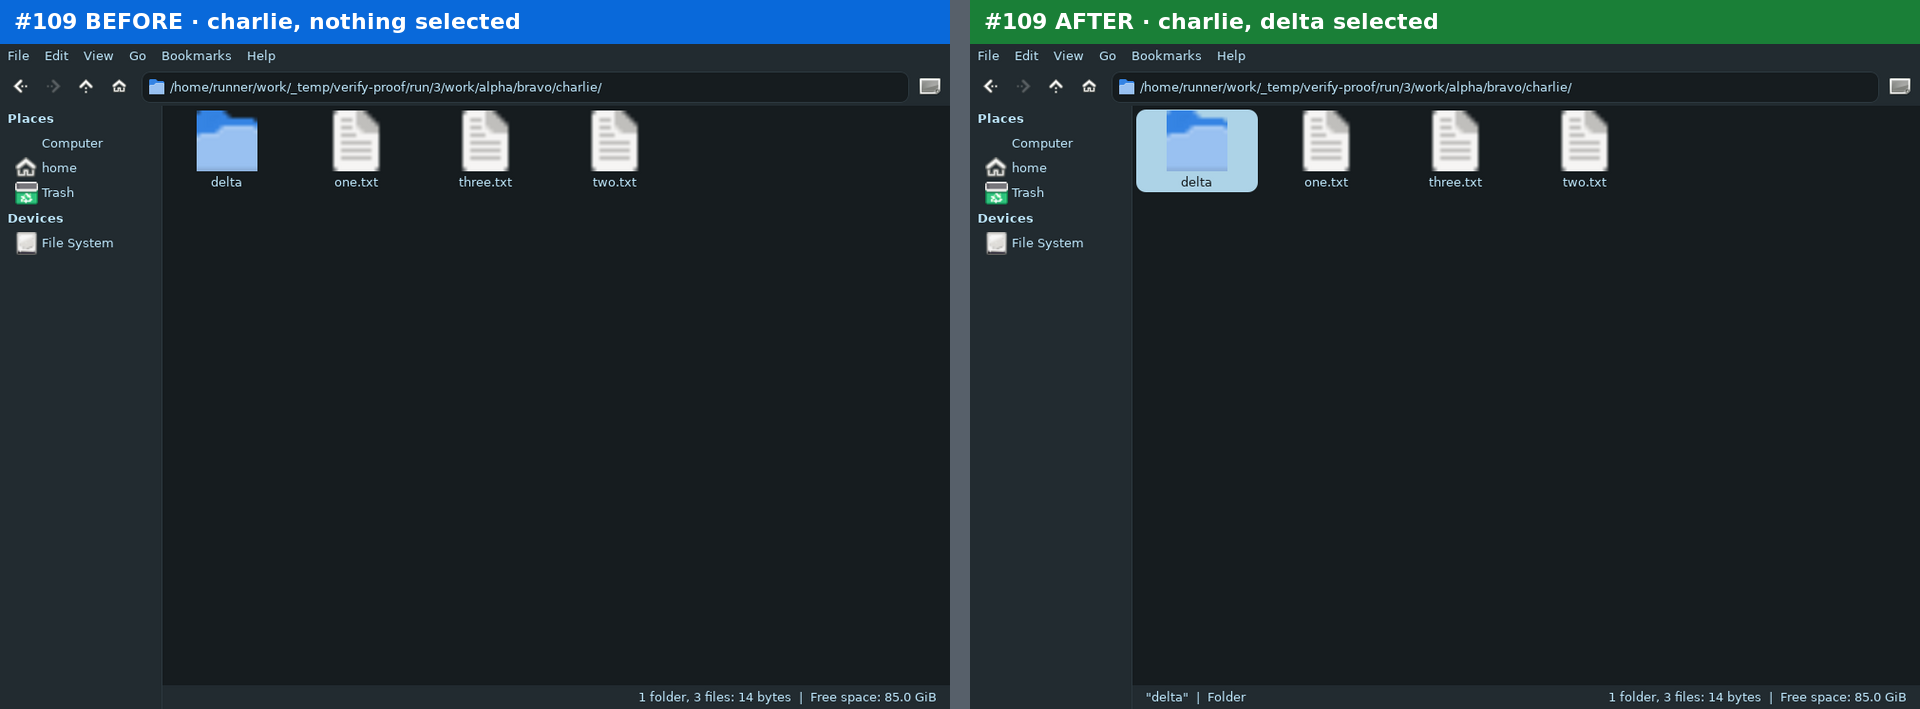 #109 BEFORE · charlie, nothing selected
File Edit View Go Bookmarks Help
/home/runner/work/_temp/verify-proof/run/3/work/alpha/bravo/charlie/
Places
Computer
home
Trash
Devices
File System
delta one.txt three.txt two.txt
1 folder, 3 files: 14 bytes | Free space: 85.0 GiB
#109 AFTER · charlie, delta selected
File Edit View Go Bookmarks Help
/home/runner/work/_temp/verify-proof/run/3/work/alpha/bravo/charlie/
Places
Computer
home
Trash
Devices
File System
delta one.txt three.txt two.txt
"delta" | Folder 1 folder, 3 files: 14 bytes | Free space: 85.0 GiB